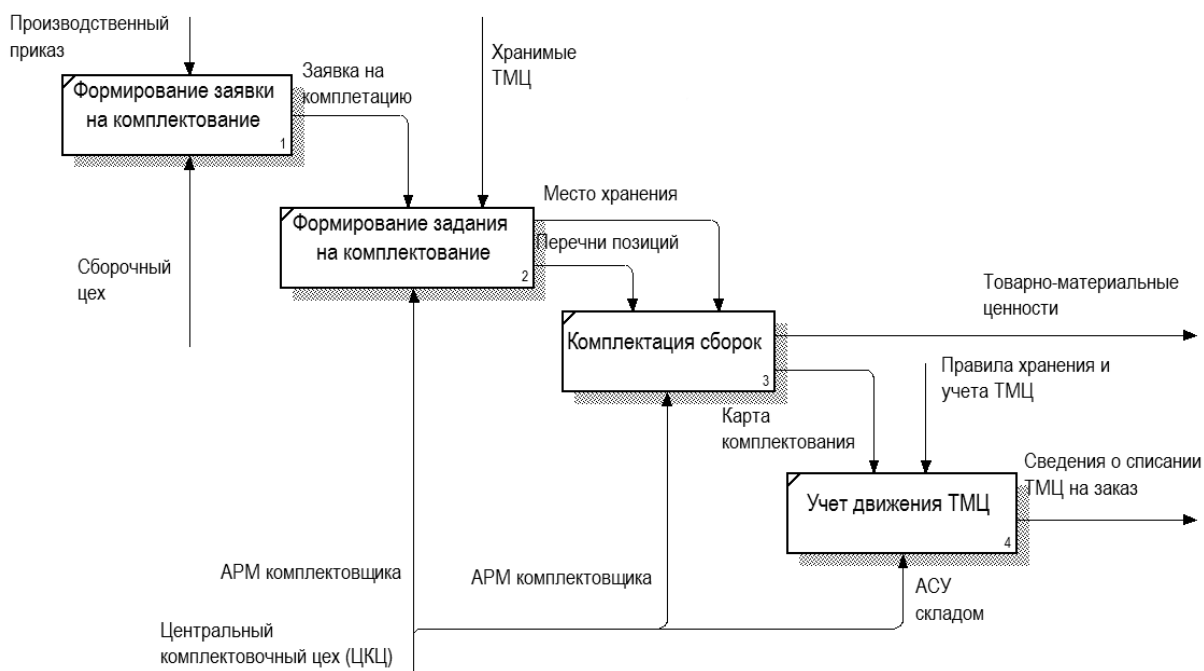 Производственный
приказ
Хранимые
ТМЦ
Заявка на
комплетацию
Формирование заявки
на комплектование
1
Место хранения
Формирование задания
на комплектование
2
Перечни позиций
Сборочный
цех
Товарно-материальные
ценности
Комплектация сборок
3
Правила хранения и
учета ТМЦ
Карта
комплектования
Сведения о списании
ТМЦ на заказ
Учет движения ТМЦ
4
АРМ комплектовщика
АРМ комплектовщика
АСУ
складом
Центральный
комплектовочный цех (ЦКЦ)